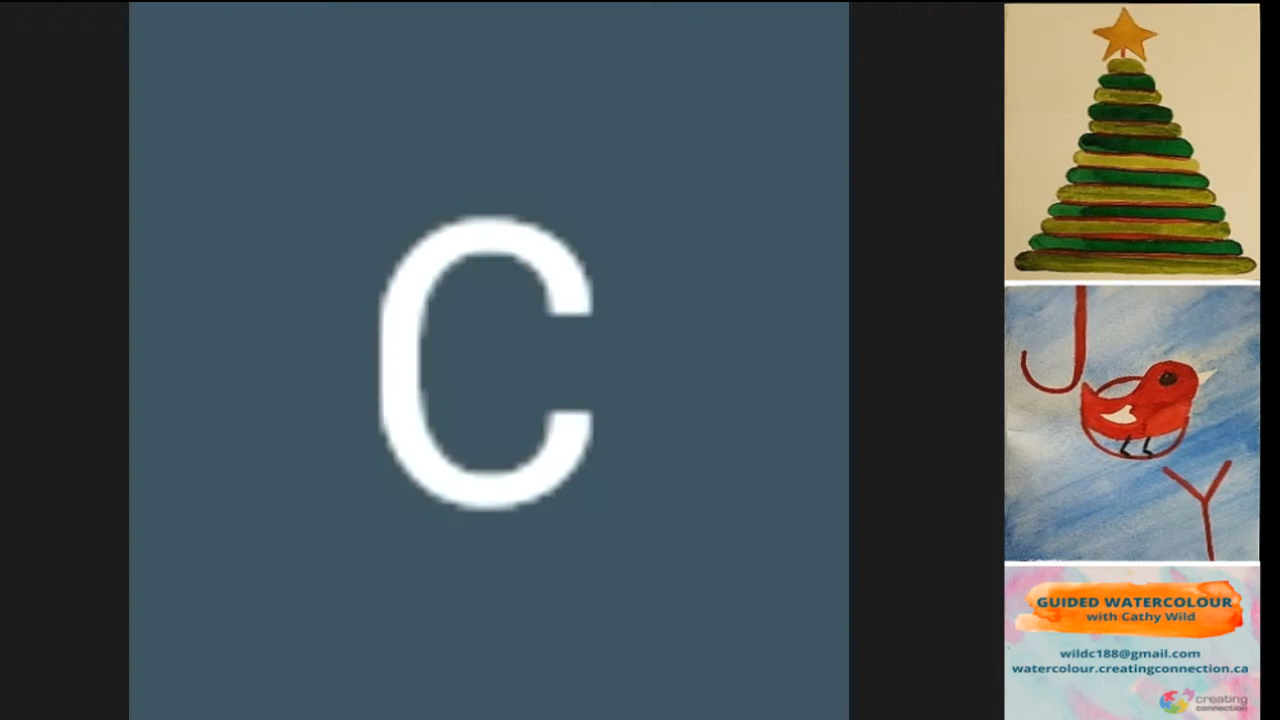 C
J
Y
GUIDED WATERCOLOUR
with Cathy Wild
wildc188@gmail.com
watercolour.creatingconnection.ca
creating
connection